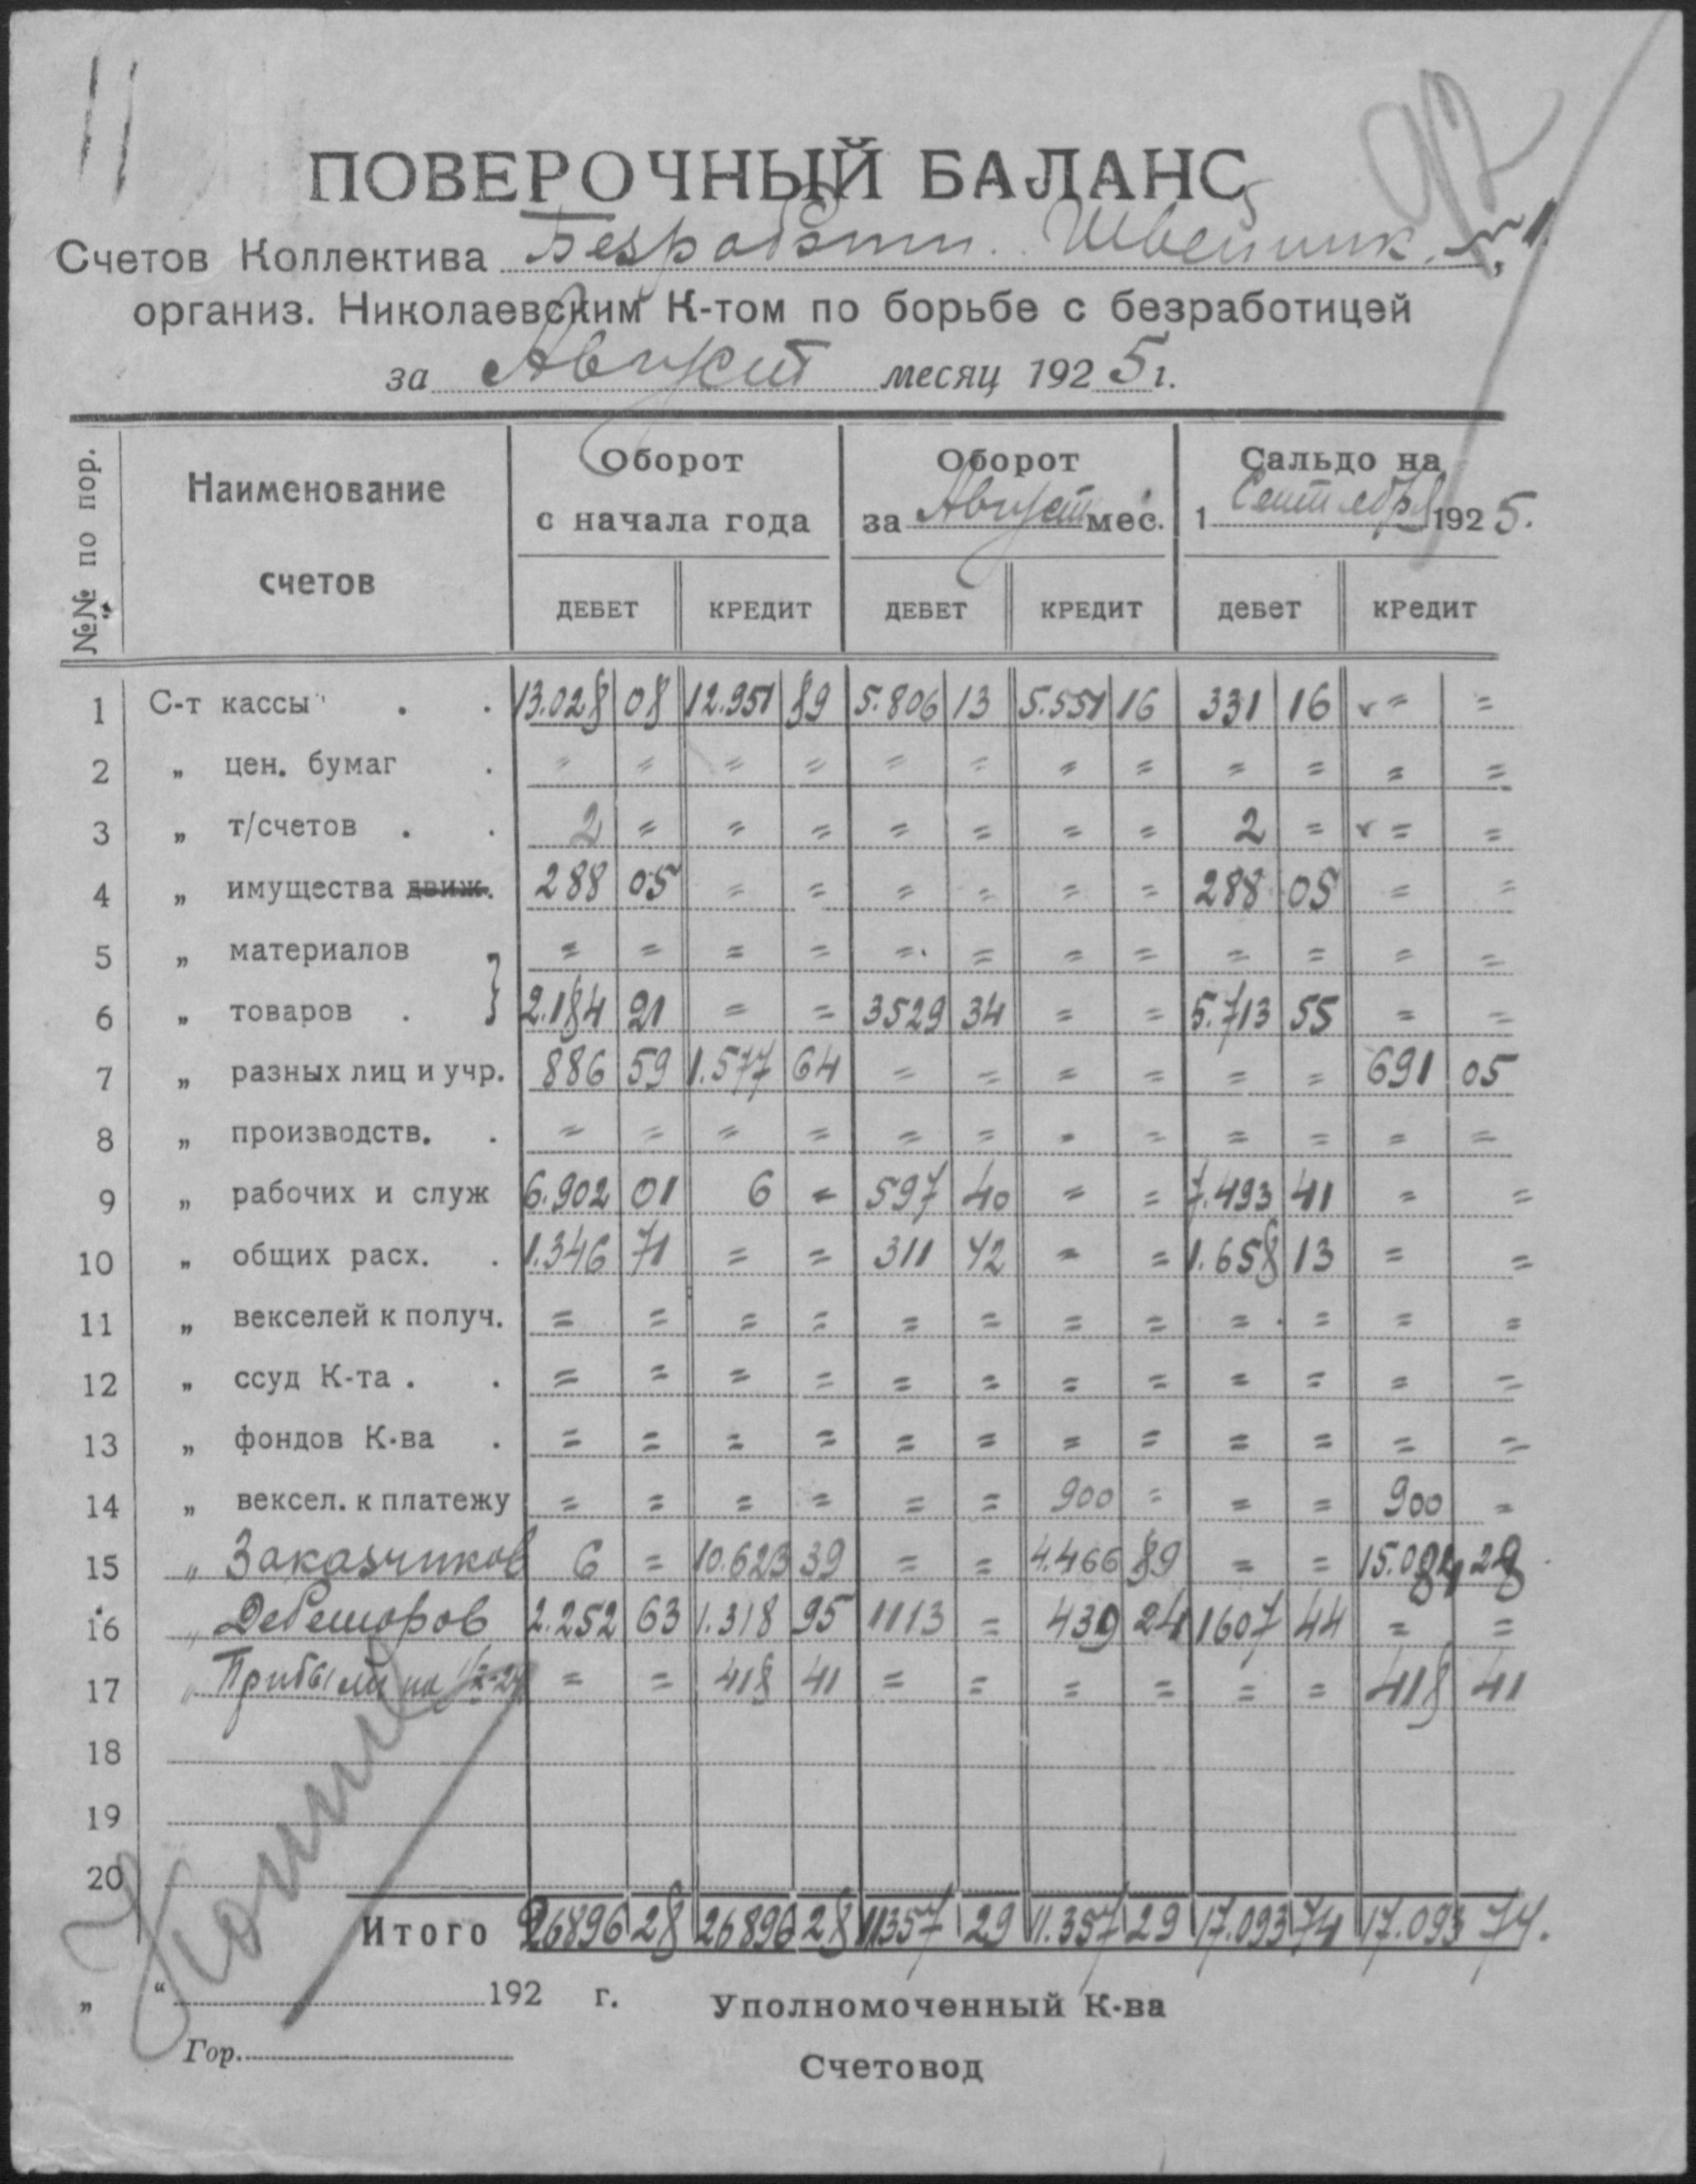 11
97
ПОВЕРОЧНЫЙ БАЛАНС
Счетов Коллектива Безработн. Швейник. №1
организ. Николаевским К-том по борьбе с безработицей
за Август месяц 1925 г.
№№ по пор. Наименование счетов Оборот с начала года Оборот за Август мес. Сальдо на 1 Сентября 1925.
ДЕБЕТ КРЕДИТ ДЕБЕТ КРЕДИТ дебет кредит
1 С-т кассы . . 13.028 08 12.951 89 5.806 13 5.551 16 331 16 = =
2 „ цен. бумаг . = = = = = = = = = = = =
3 „ т/счетов . . 2 = = = = = = = 2 = = =
4 „ имущества движ. 288 05 = = = = = = 288 05 = =
5 „ материалов = = = = = = = = = = = =
6 „ товаров . 2.184 21 = = 3529 34 = = 5.713 55 = =
7 „ разных лиц и учр. 886 59 1.577 64 = = = = = = 691 05
8 „ производств. . = = = = = = = = = = = =
9 „ рабочих и служ 6.902 01 6 = 597 40 = = 7.493 41 = =
10 „ общих расх. . 1.346 71 = = 311 42 = = 1.658 13 = =
11 „ векселей к получ. = = = = = = = = = = = =
12 „ ссуд К-та . . = = = = = = = = = = = =
13 „ фондов К-ва . = = = = = = = = = = = =
14 „ вексел. к платежу = = = = = = 900 = = = 900 =
15 „ Заказчиков 6 = 10.623 39 = = 4.466 89 = = 15.084 28
16 „ Дебеторов 2.252 63 1.318 95 1113 = 439 24 1607 44 = =
17 „ Прибылей на = = 418 41 = = = = = = 418 41
18
19
20
Итого 26896 28 26896 28 11357 29 11.357 29 17.093 74 17.093 74.
„ “ 192 г. Уполномоченный К-ва
Гор. Счетовод